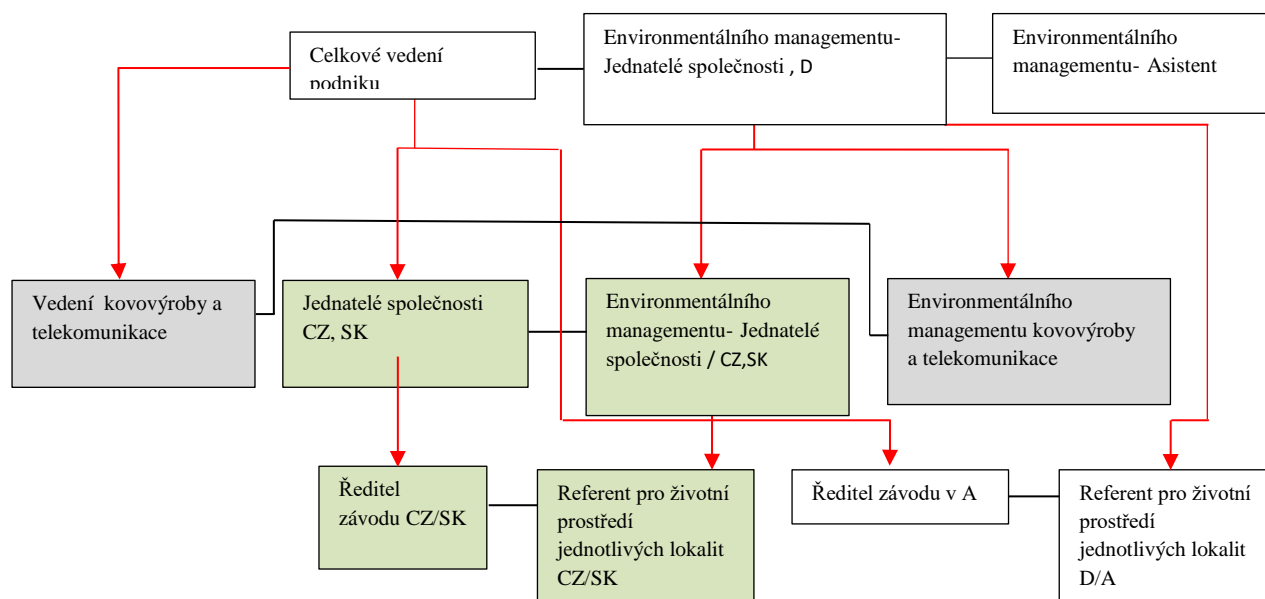 Celkové vedení
podniku
Environmentálního managementu-
Jednatelé společnosti , D
Environmentálního
managementu- Asistent
Vedení kovovýroby a
telekomunikace
Jednatelé společnosti
CZ, SK
Environmentálního
managementu- Jednatelé
společnosti / CZ,SK
Environmentálního
managementu kovovýroby
a telekomunikace
Ředitel
závodu CZ/SK
Referent pro životní
prostředí
jednotlivých lokalit
CZ/SK
Ředitel závodu v A
Referent pro životní
prostředí
jednotlivých lokalit
D/A